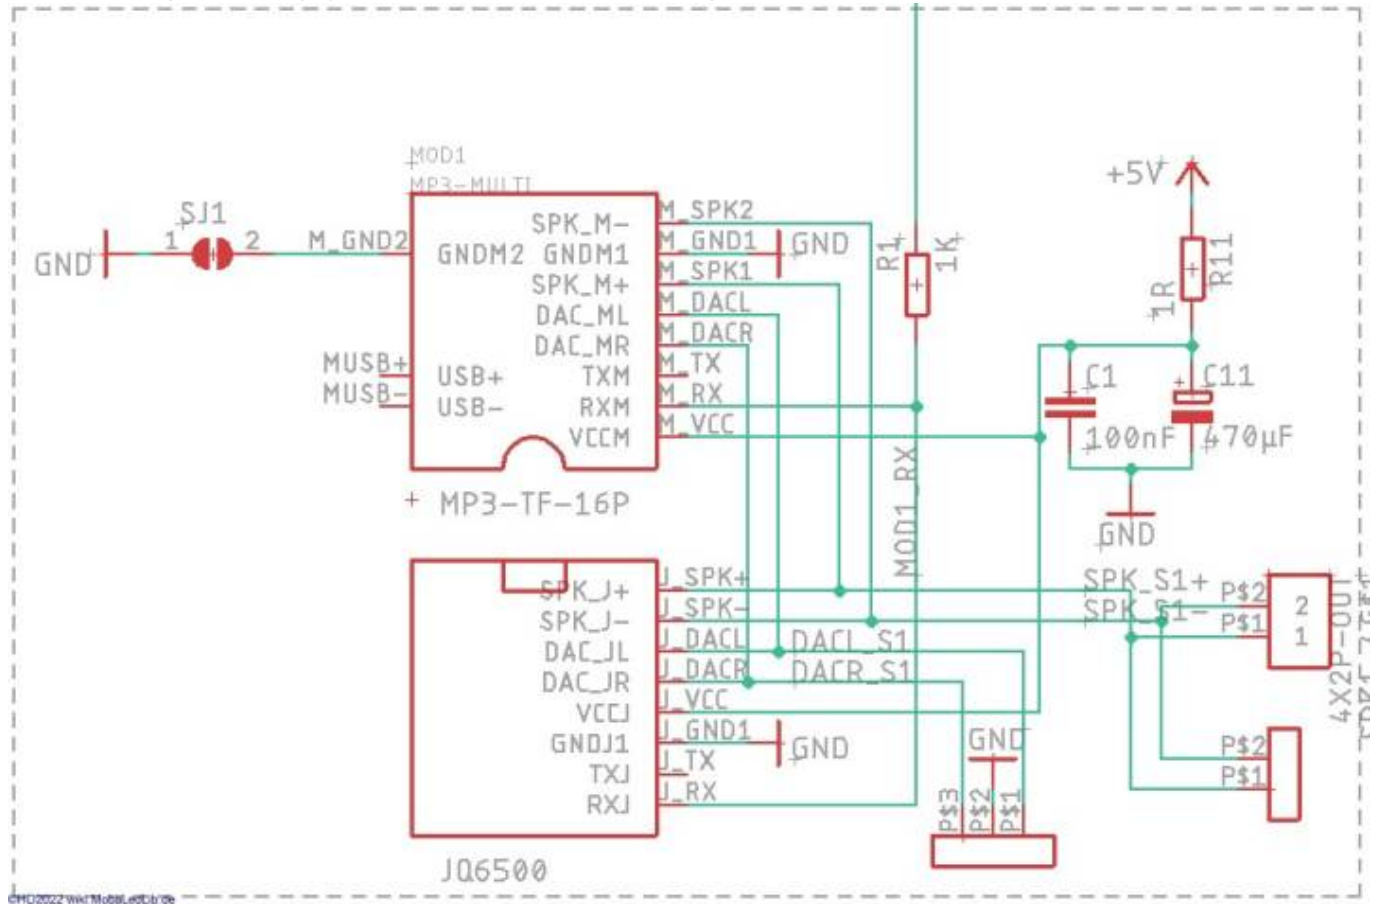 MOD1
MP3-MULTI
SJ1
1
2
GND
M_GND2
GNDM2
GNDM1
SPK_M-
SPK_M+
DAC_ML
DAC_MR
TXM
RXM
VCCM
USB+
USB-
MUSB+
MUSB-
M_SPK2
M_GND1
M_SPK1
M_DACL
M_DACR
M_TX
M_RX
M_VCC
GND
R1
1K
+5V
R11
1R
C1
100nF
C11
470µF
GND
MP3-TF-16P
MOD1_RX
SPK_J+
SPK_J-
DAC_JL
DAC_JR
VCCJ
GNDJ1
TXJ
RXJ
J_SPK+
J_SPK-
J_DACL
J_DACR
J_VCC
J_GND1
J_TX
J_RX
DACL_S1
DACR_S1
GND
GND
P$3
P$2
P$1
SPK_S1+
SPK_S1-
P$2
P$1
2
1
4X2P-OUT
P$2
P$1
JQ6500